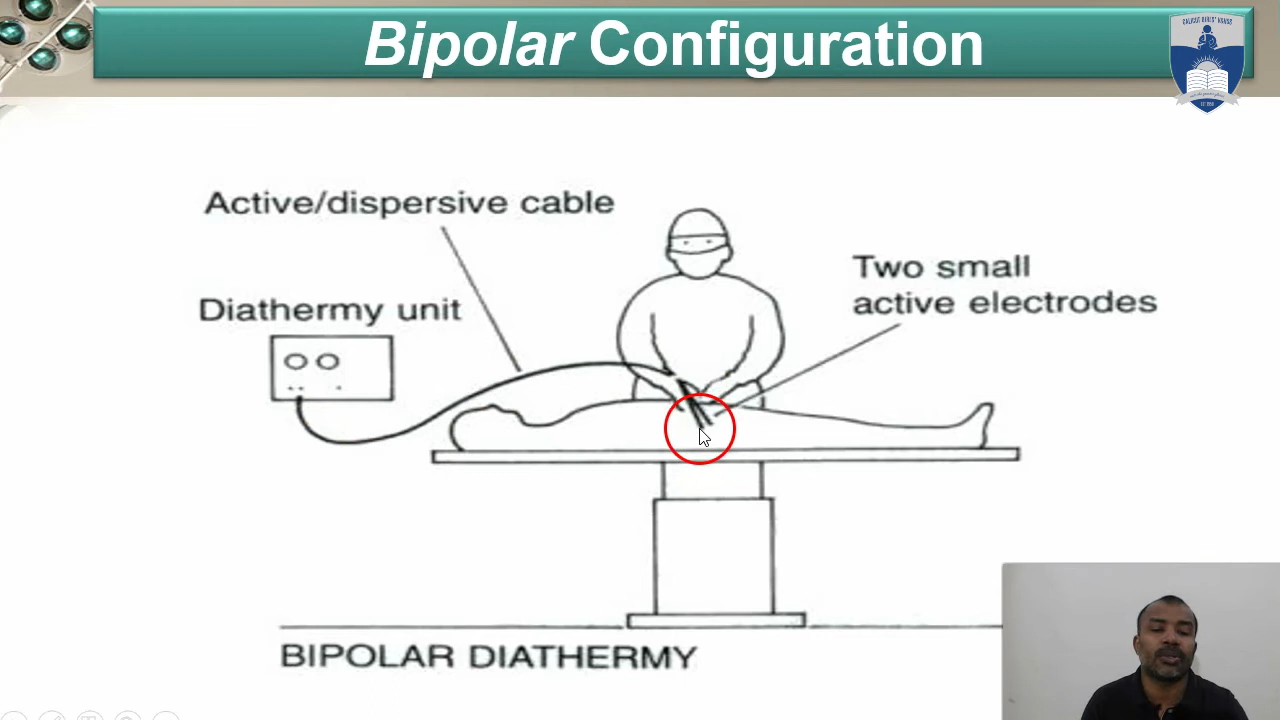 Bipolar Configuration
Active/dispersive cable
Two small
active electrodes
Diathermy unit
BIPOLAR DIATHERMY